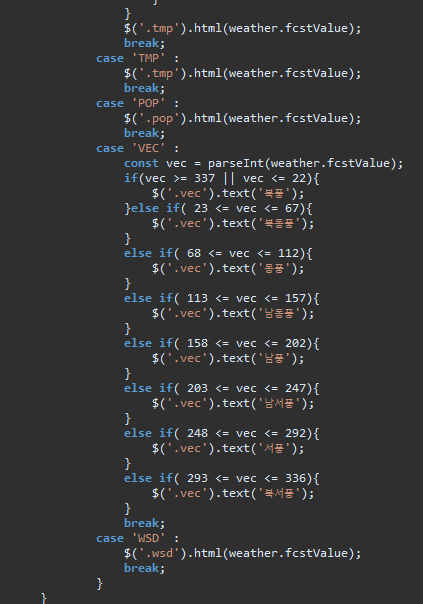 }
}
$('.tmp').html(weather.fcstValue);
break;
case 'TMP' :
$('.tmp').html(weather.fcstValue);
break;
case 'POP' :
$('.pop').html(weather.fcstValue);
break;
case 'VEC' :
const vec = parseInt(weather.fcstValue);
if(vec >= 337 || vec <= 22){
$('.vec').text('북풍');
}else if( 23 <= vec <= 67){
$('.vec').text('북동풍');
}
else if( 68 <= vec <= 112){
$('.vec').text('동풍');
}
else if( 113 <= vec <= 157){
$('.vec').text('남동풍');
}
else if( 158 <= vec <= 202){
$('.vec').text('남풍');
}
else if( 203 <= vec <= 247){
$('.vec').text('남서풍');
}
else if( 248 <= vec <= 292){
$('.vec').text('서풍');
}
else if( 293 <= vec <= 336){
$('.vec').text('북서풍');
}
break;
case 'WSD' :
$('.wsd').html(weather.fcstValue);
break;
}
}